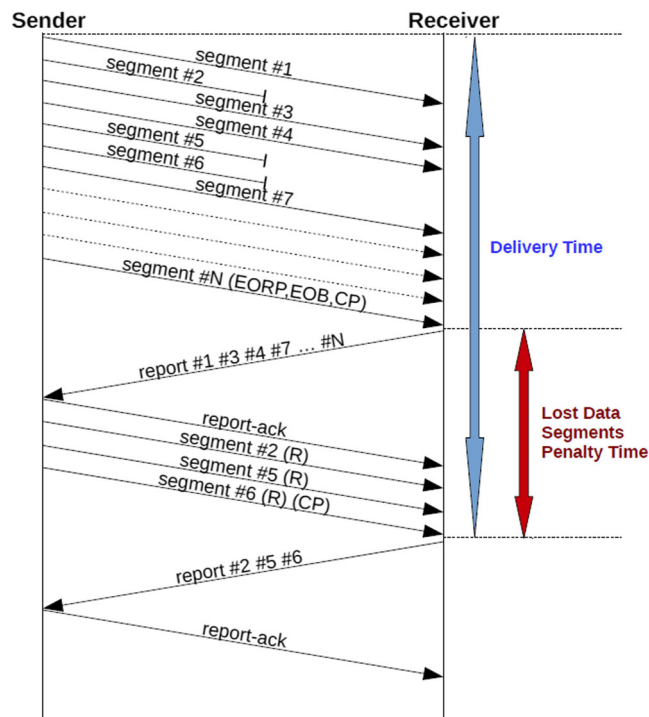 Sender
Receiver
segment #1
segment #2
segment #3
segment #4
segment #5
segment #6
segment #7
segment #N (EORP,EOB,CP)
Delivery Time
report #1 #3 #4 #7 ... #N
report-ack
segment #2 (R)
segment #5 (R)
segment #6 (R) (CP)
Lost Data
Segments
Penalty Time
report #2 #5 #6
report-ack